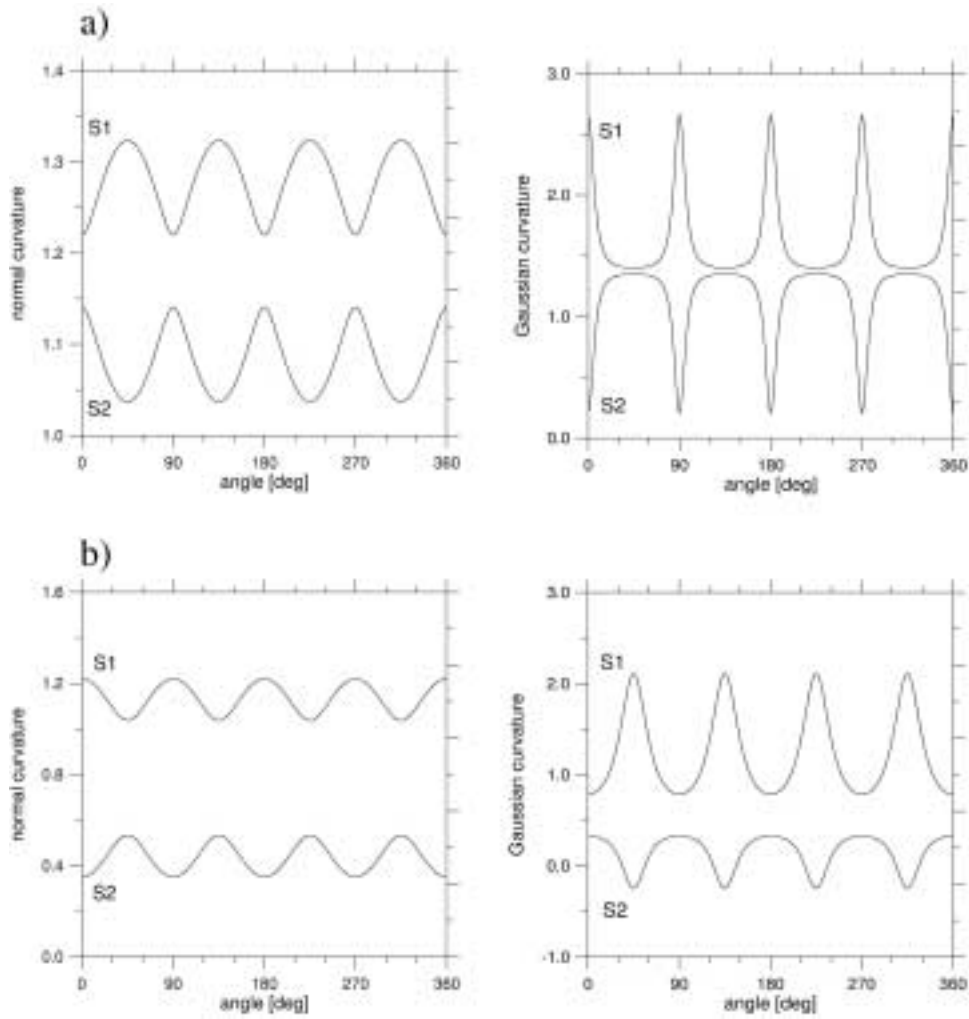 a)
1.4
1.3
1.2
1.1
1.0
normal curvature
S1
S2
0 90 180 270 360
angle [deg]
3.0
2.0
1.0
0.0
Gaussian curvature
S1
S2
0 90 180 270 360
angle [deg]
b)
1.6
1.2
0.8
0.4
0.0
normal curvature
S1
S2
0 90 180 270 360
angle [deg]
3.0
2.0
1.0
0.0
-1.0
Gaussian curvature
S1
S2
0 90 180 270 360
angle [deg]